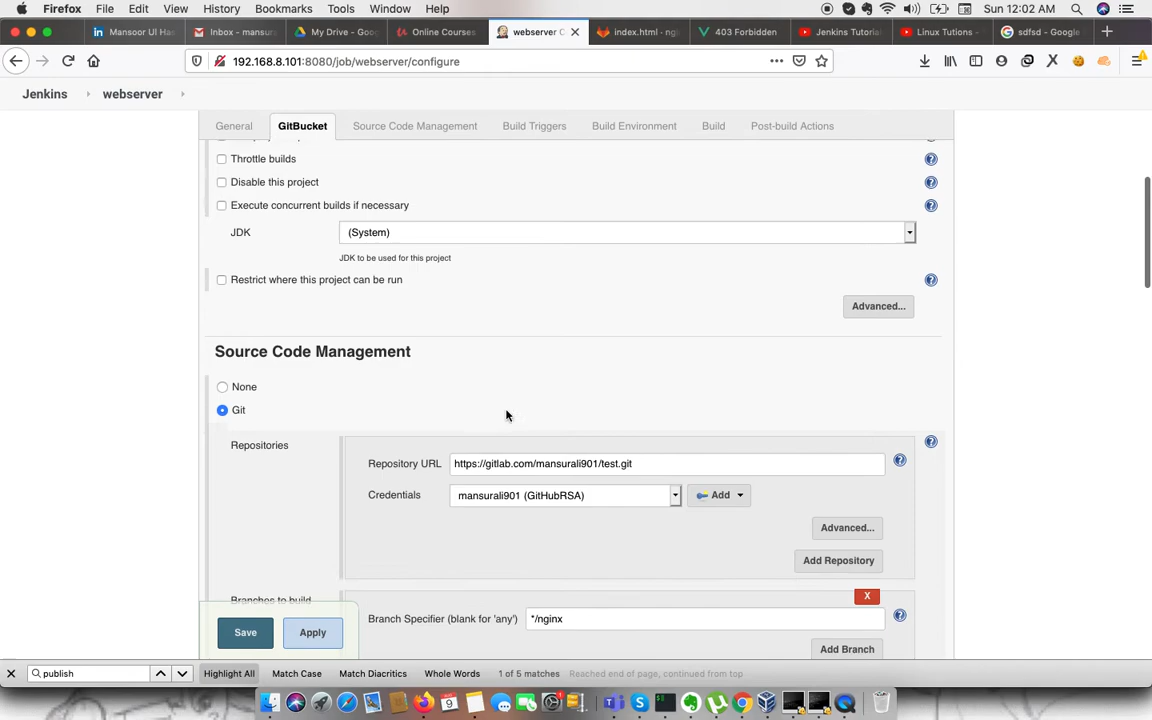 Firefox File Edit View History Bookmarks Tools Window Help Sun 12:02 AM
Mansoor Ul Has Inbox - mansura My Drive - Goog Online Courses webserver C index.html · ngi 403 Forbidden Jenkins Tutorial Linux Tutions - sdfsd - Google
192.168.8.101:8080/job/webserver/configure
Jenkins webserver
General GitBucket Source Code Management Build Triggers Build Environment Build Post-build Actions
Throttle builds
Disable this project
Execute concurrent builds if necessary
JDK (System)
JDK to be used for this project
Restrict where this project can be run
Advanced...
Source Code Management
None
Git
Repositories
Repository URL https://gitlab.com/mansurali901/test.git
Credentials mansurali901 (GitHubRSA) Add
Advanced...
Add Repository
Branches to build X
Branch Specifier (blank for 'any') */nginx
Save Apply
Add Branch
publish Highlight All Match Case Match Diacritics Whole Words 1 of 5 matches Reached end of page, continued from top